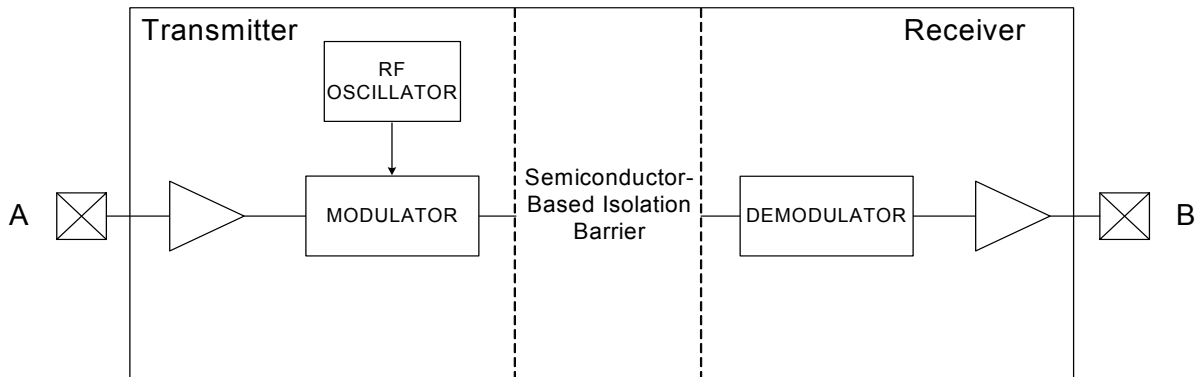 Transmitter
Receiver
RF
OSCILLATOR
Semiconductor-
Based Isolation
Barrier
A
MODULATOR
DEMODULATOR
B